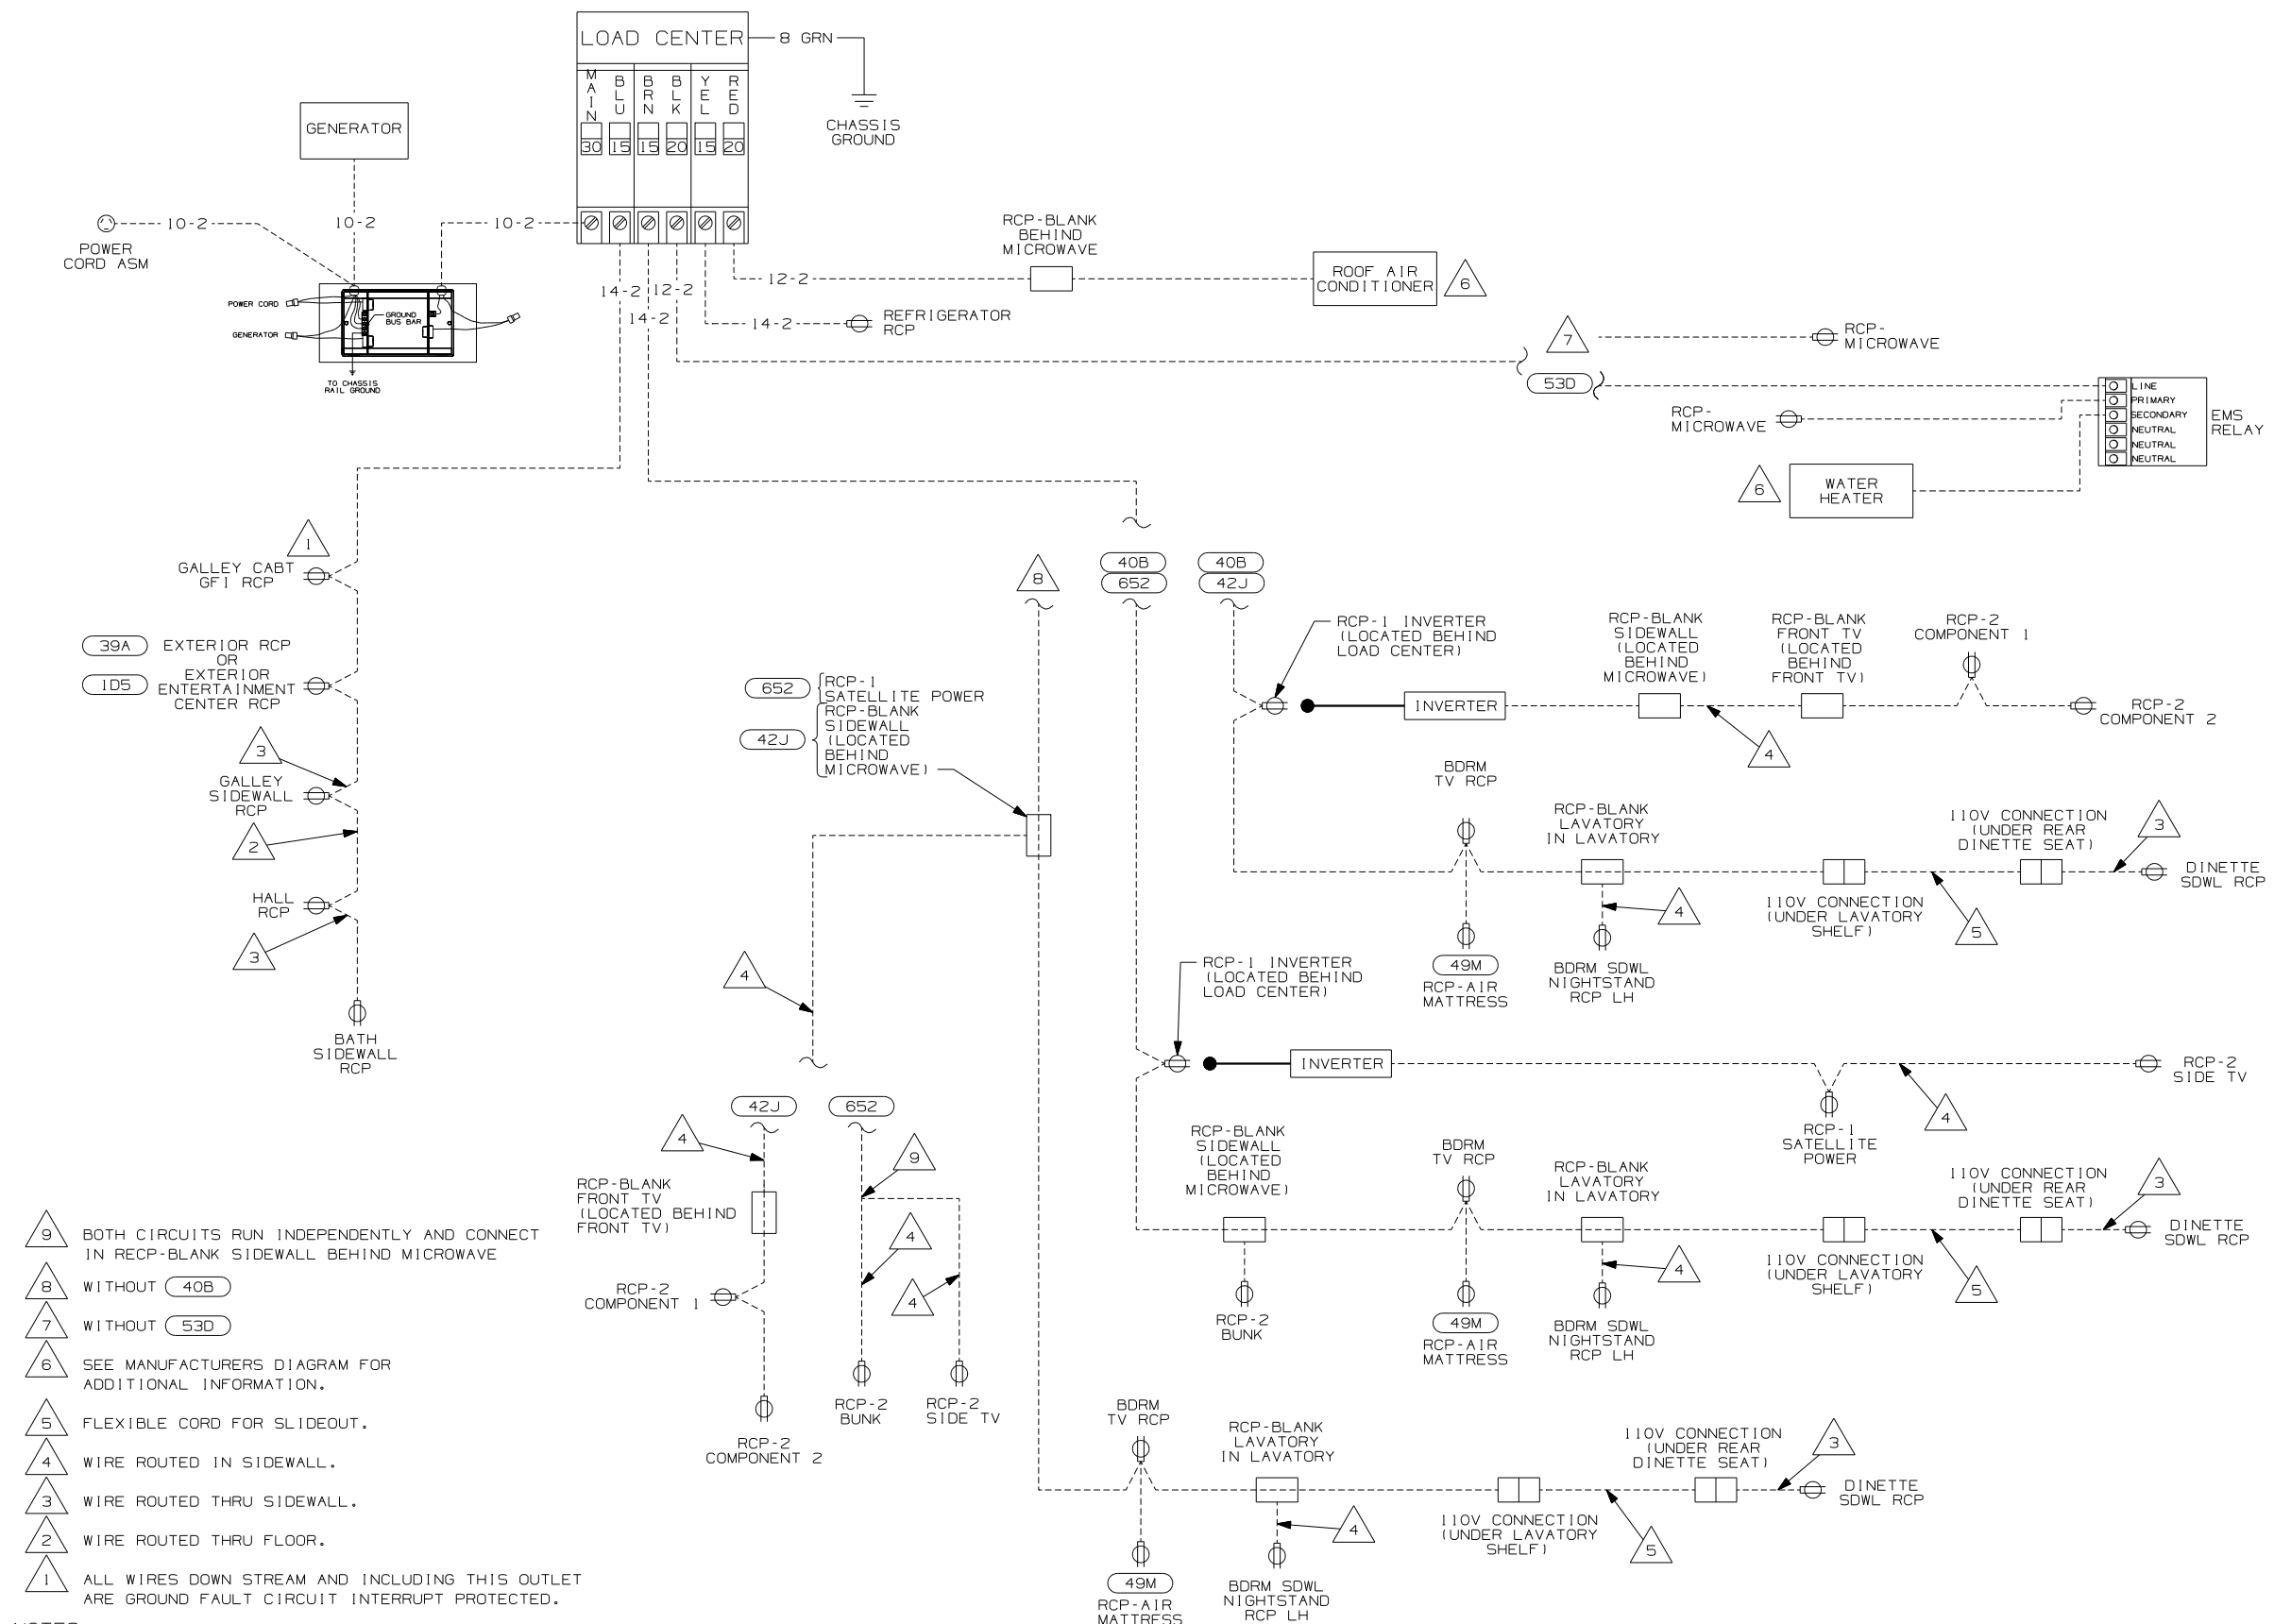 LOAD CENTER
8 GRN
CHASSIS
GROUND
MAIN
BLU
BRN
BLK
YEL
RED
30
15
15
20
15
20
GENERATOR
10-2
10-2
10-2
POWER
CORD ASM
POWER CORD
GENERATOR
GROUND
BUS BAR
TO CHASSIS
RAIL GROUND
14-2
12-2
14-2
12-2
14-2
RCP-BLANK
BEHIND
MICROWAVE
ROOF AIR
CONDITIONER
6
REFRIGERATOR
RCP
7
53D
RCP-
MICROWAVE
RCP-
MICROWAVE
LINE
PRIMARY
SECONDARY
NEUTRAL
NEUTRAL
NEUTRAL
EMS
RELAY
6
WATER
HEATER
1
GALLEY CABT
GFI RCP
39A
EXTERIOR RCP
OR
1D5
EXTERIOR
ENTERTAINMENT
CENTER RCP
3
GALLEY
SIDEWALL
RCP
2
HALL
RCP
3
BATH
SIDEWALL
RCP
8
40B
652
40B
42J
652
RCP-1
SATELLITE POWER
42J
RCP-BLANK
SIDEWALL
(LOCATED
BEHIND
MICROWAVE)
RCP-1 INVERTER
(LOCATED BEHIND
LOAD CENTER)
INVERTER
RCP-BLANK
SIDEWALL
(LOCATED
BEHIND
MICROWAVE)
4
RCP-BLANK
FRONT TV
(LOCATED
BEHIND
FRONT TV)
RCP-2
COMPONENT 1
RCP-2
COMPONENT 2
BDRM
TV RCP
49M
RCP-AIR
MATTRESS
RCP-BLANK
LAVATORY
IN LAVATORY
4
BDRM SDWL
NIGHTSTAND
RCP LH
110V CONNECTION
(UNDER LAVATORY
SHELF)
5
110V CONNECTION
(UNDER REAR
DINETTE SEAT)
3
DINETTE
SDWL RCP
RCP-1 INVERTER
(LOCATED BEHIND
LOAD CENTER)
INVERTER
RCP-1
SATELLITE
POWER
4
RCP-2
SIDE TV
RCP-BLANK
SIDEWALL
(LOCATED
BEHIND
MICROWAVE)
RCP-2
BUNK
BDRM
TV RCP
49M
RCP-AIR
MATTRESS
RCP-BLANK
LAVATORY
IN LAVATORY
4
BDRM SDWL
NIGHTSTAND
RCP LH
110V CONNECTION
(UNDER LAVATORY
SHELF)
5
110V CONNECTION
(UNDER REAR
DINETTE SEAT)
3
DINETTE
SDWL RCP
4
42J
652
4
9
RCP-BLANK
FRONT TV
(LOCATED BEHIND
FRONT TV)
4
4
RCP-2
COMPONENT 1
RCP-2
COMPONENT 2
RCP-2
BUNK
RCP-2
SIDE TV
BDRM
TV RCP
49M
RCP-AIR
MATTRESS
RCP-BLANK
LAVATORY
IN LAVATORY
4
BDRM SDWL
NIGHTSTAND
RCP LH
110V CONNECTION
(UNDER LAVATORY
SHELF)
5
110V CONNECTION
(UNDER REAR
DINETTE SEAT)
3
DINETTE
SDWL RCP
9 BOTH CIRCUITS RUN INDEPENDENTLY AND CONNECT
IN RECP-BLANK SIDEWALL BEHIND MICROWAVE
8 WITHOUT 40B
7 WITHOUT 53D
6 SEE MANUFACTURERS DIAGRAM FOR
ADDITIONAL INFORMATION.
5 FLEXIBLE CORD FOR SLIDEOUT.
4 WIRE ROUTED IN SIDEWALL.
3 WIRE ROUTED THRU SIDEWALL.
2 WIRE ROUTED THRU FLOOR.
1 ALL WIRES DOWN STREAM AND INCLUDING THIS OUTLET
ARE GROUND FAULT CIRCUIT INTERRUPT PROTECTED.